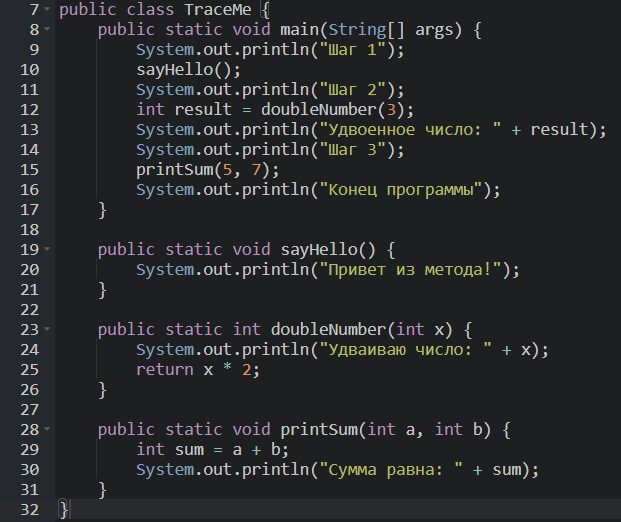 7 public class TraceMe {
8     public static void main(String[] args) {
9         System.out.println("Шаг 1");
10         sayHello();
11         System.out.println("Шаг 2");
12         int result = doubleNumber(3);
13         System.out.println("Удвоенное число: " + result);
14         System.out.println("Шаг 3");
15         printSum(5, 7);
16         System.out.println("Конец программы");
17     }
18
19     public static void sayHello() {
20         System.out.println("Привет из метода!");
21     }
22
23     public static int doubleNumber(int x) {
24         System.out.println("Удваиваю число: " + x);
25         return x * 2;
26     }
27
28     public static void printSum(int a, int b) {
29         int sum = a + b;
30         System.out.println("Сумма равна: " + sum);
31     }
32 }